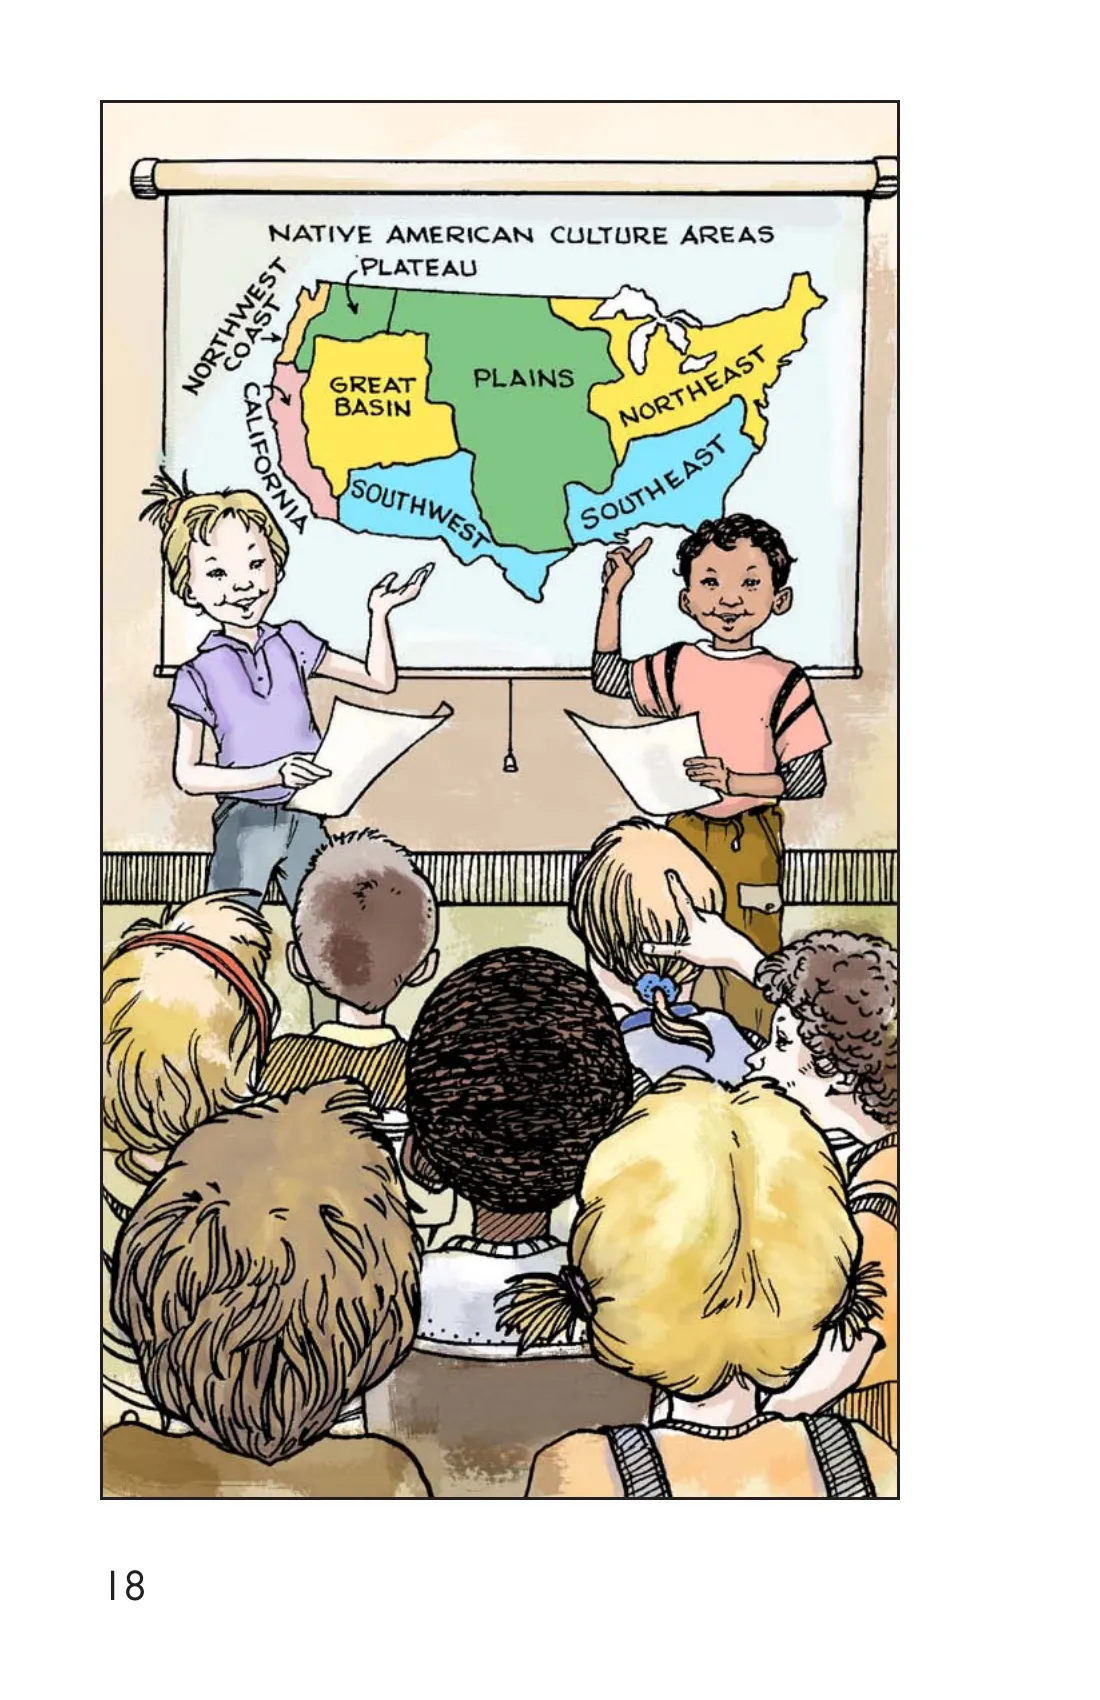 NATIVE AMERICAN CULTURE AREAS
PLATEAU
NORTHWEST
COAST
CALIFORNIA
GREAT
BASIN
PLAINS
NORTHEAST
SOUTHWEST
SOUTHEAST
18